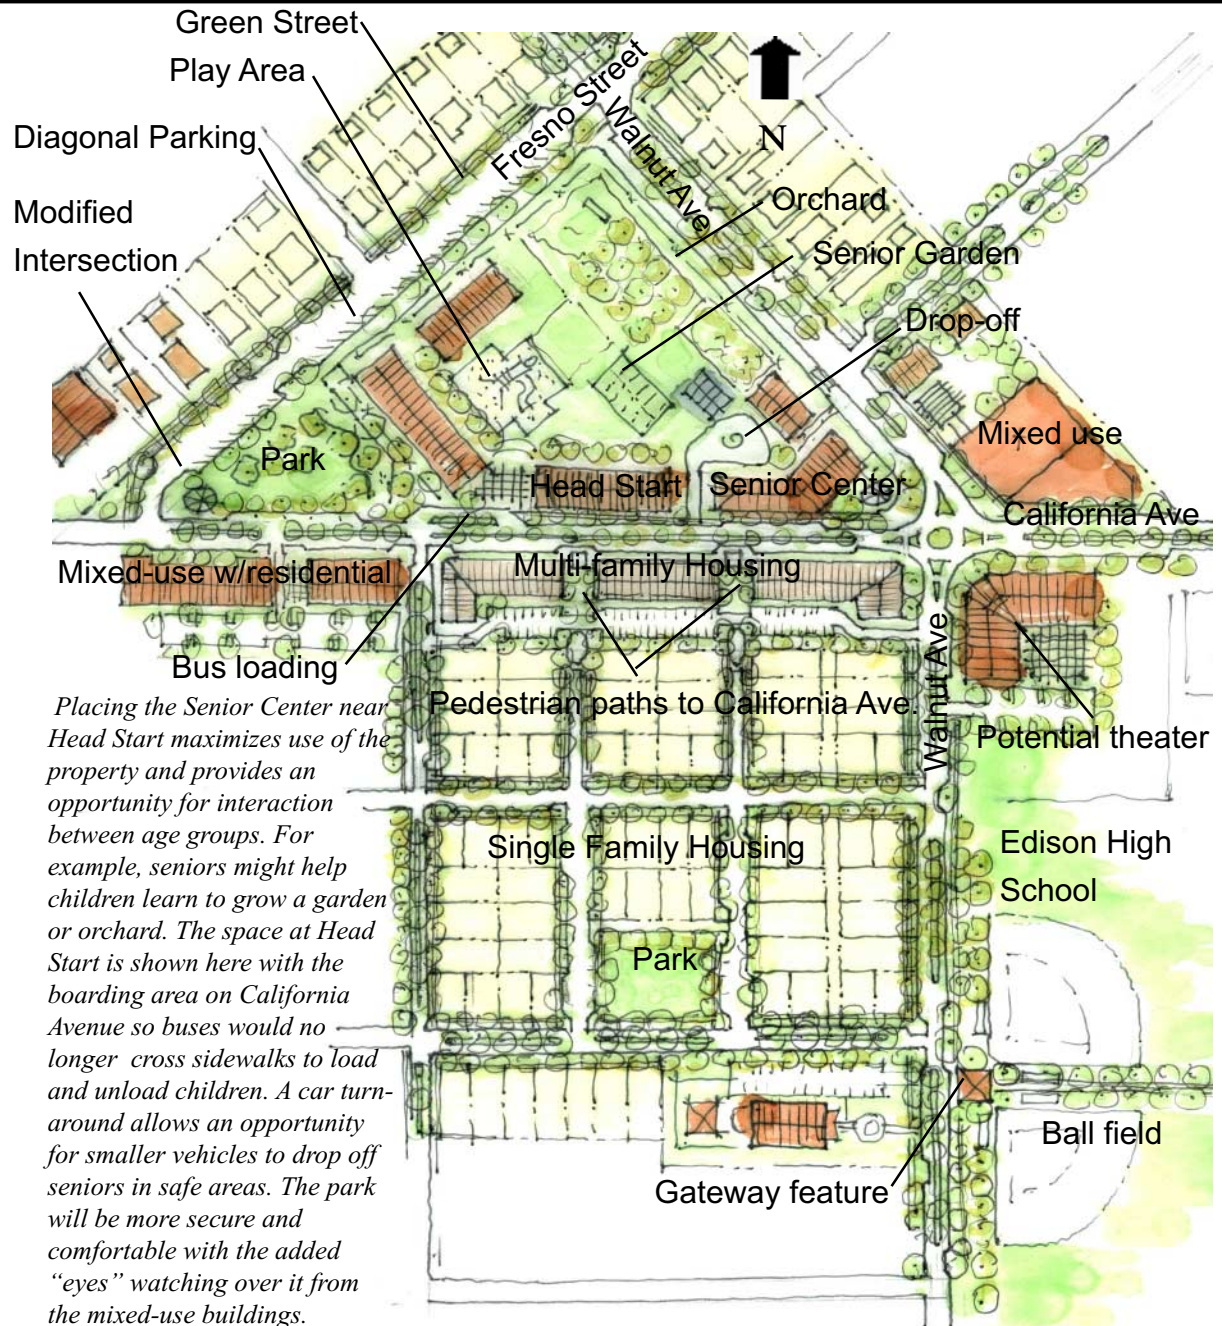 Green Street
Play Area
Diagonal Parking
Modified
Intersection
Fresno Street
Walnut Ave
N
Orchard
Senior Garden
Drop-off
Mixed use
Park
Head Start
Senior Center
California Ave
Mixed-use w/residential
Multi-family Housing
Bus loading
Pedestrian paths to California Ave.
Walnut Ave
Potential theater
Placing the Senior Center near
Head Start maximizes use of the
property and provides an
opportunity for interaction
between age groups. For
example, seniors might help
children learn to grow a garden
or orchard. The space at Head
Start is shown here with the
boarding area on California
Avenue so buses would no
longer cross sidewalks to load
and unload children. A car turn-
around allows an opportunity
for smaller vehicles to drop off
seniors in safe areas. The park
will be more secure and
comfortable with the added
“eyes” watching over it from
the mixed-use buildings.
Single Family Housing
Edison High
School
Park
Ball field
Gateway feature